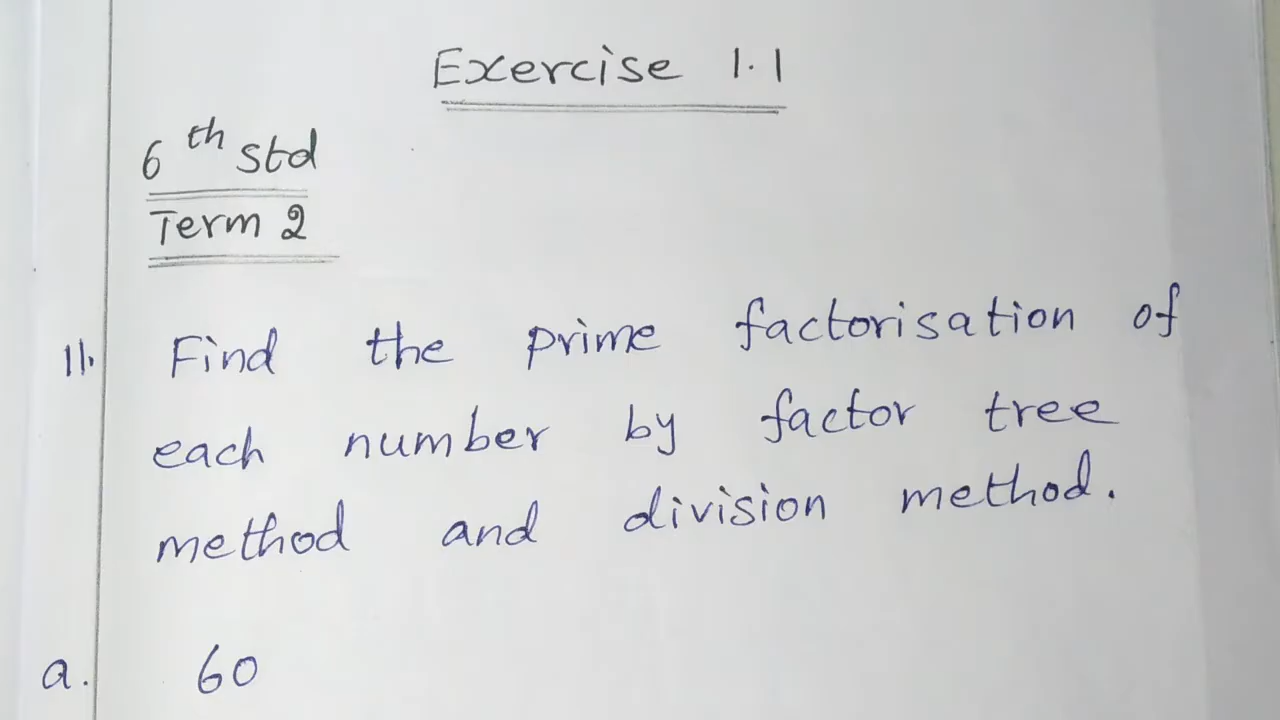 Exercise 1.1
6th Std
Term 2
11. Find the prime factorisation of
each number by factor tree
method and division method.
a. 60